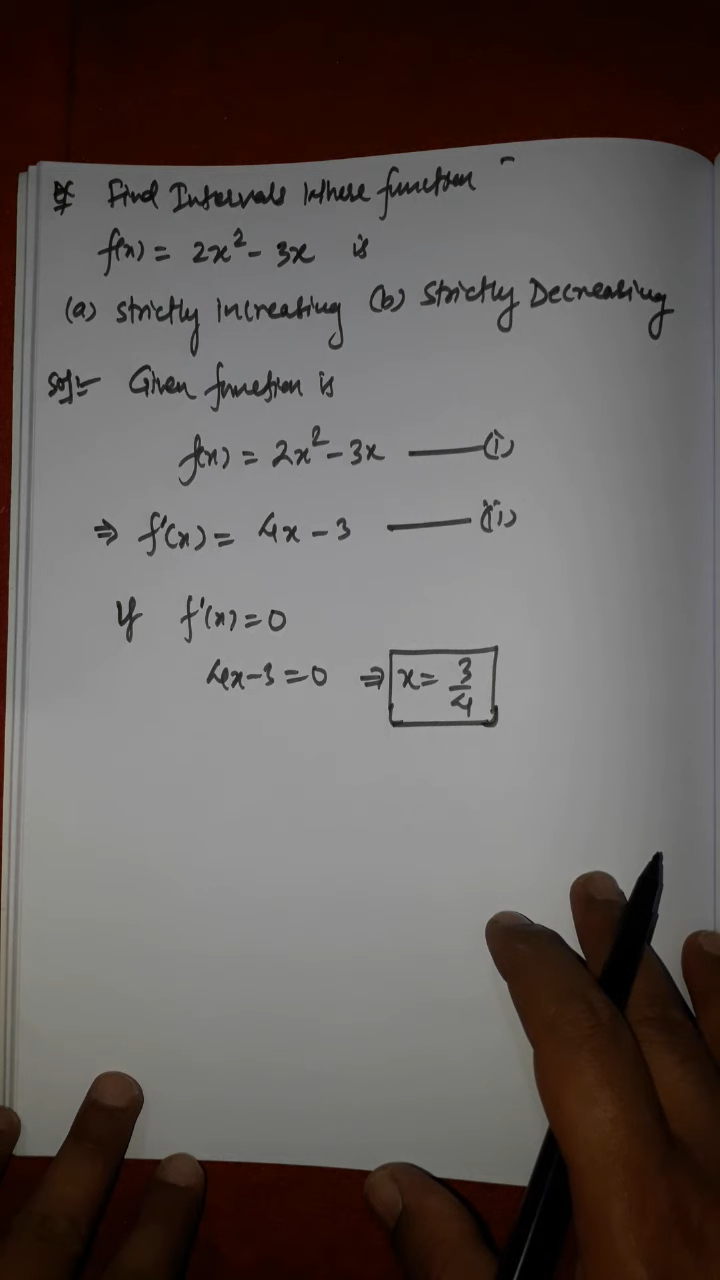 Q Find Intervals Where function
f(x) = 2x² - 3x is
(a) strictly increasing (b) Strictly Decreasing
Sol:- Given function is
f(x) = 2x² - 3x ——— (i)
⇒ f'(x) = 4x - 3 ——— (ii)
If f'(x) = 0
4x - 3 = 0 ⇒ x = 3/4